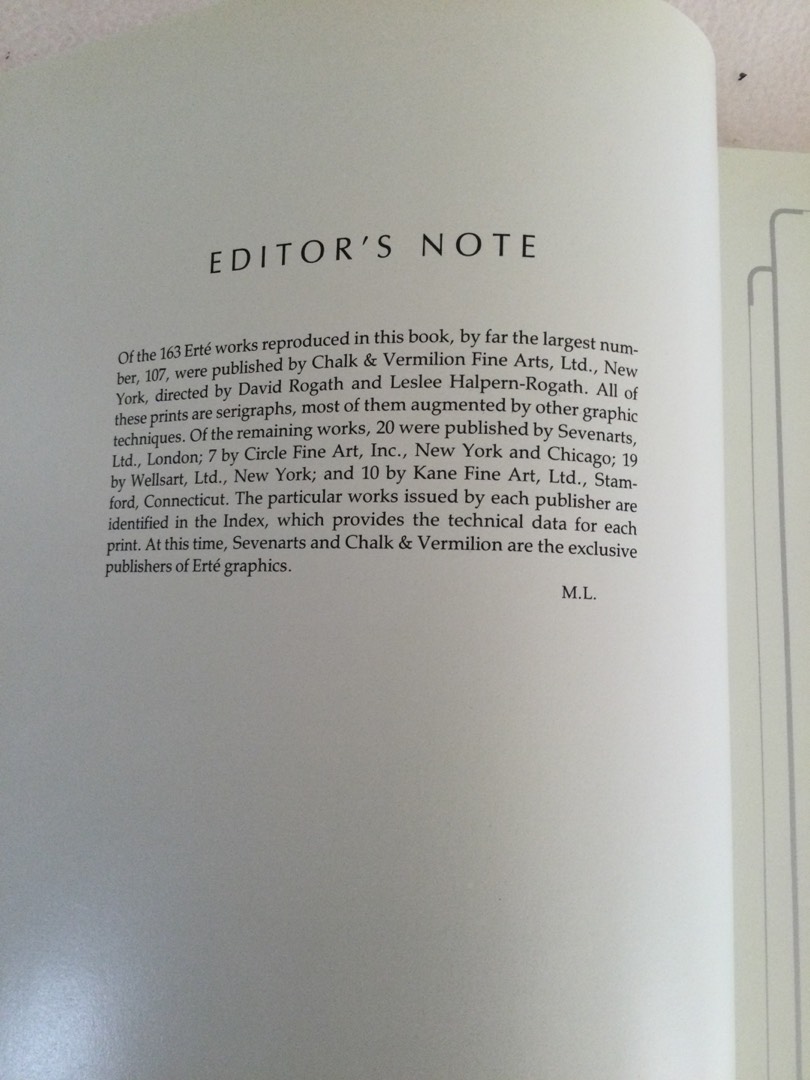 EDITOR'S NOTE
Of the 163 Erté works reproduced in this book, by far the largest num-
ber, 107, were published by Chalk & Vermilion Fine Arts, Ltd., New
York, directed by David Rogath and Leslee Halpern-Rogath. All of
these prints are serigraphs, most of them augmented by other graphic
techniques. Of the remaining works, 20 were published by Sevenarts,
Ltd., London; 7 by Circle Fine Art, Inc., New York and Chicago; 19
by Wellsart, Ltd., New York; and 10 by Kane Fine Art, Ltd., Stam-
ford, Connecticut. The particular works issued by each publisher are
identified in the Index, which provides the technical data for each
print. At this time, Sevenarts and Chalk & Vermilion are the exclusive
publishers of Erté graphics.
M.L.